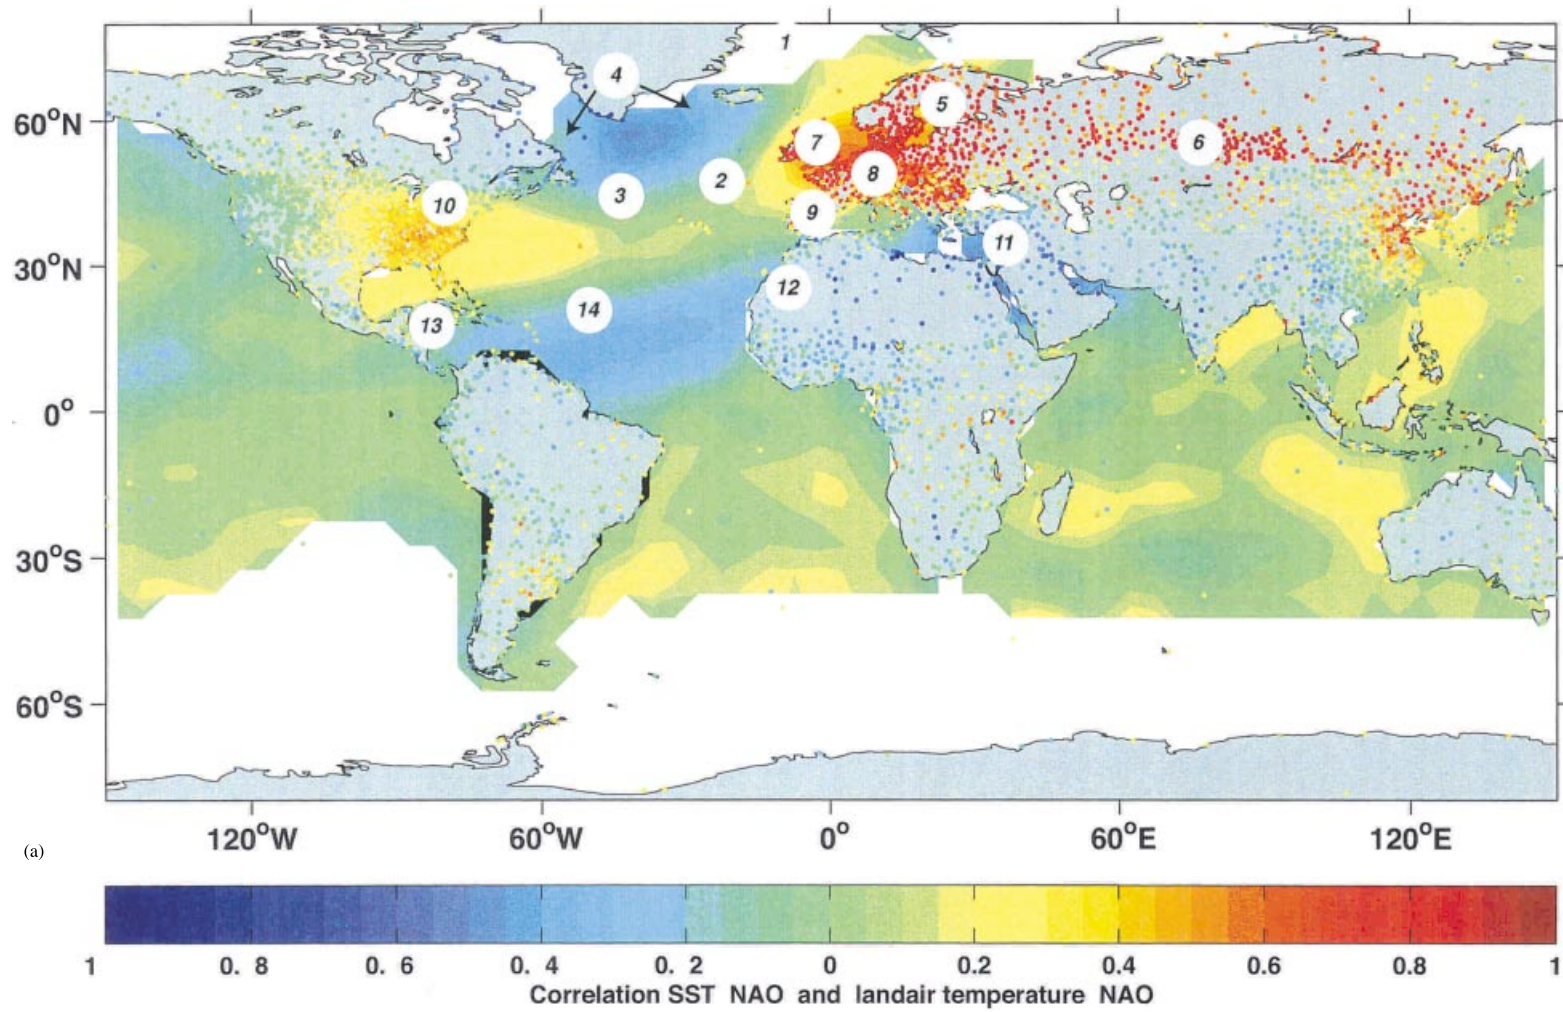 1
4
60°N
5
7
6
2
8
3
10
9
11
30°N
12
14
13
0°
30°S
60°S
120°W 60°W 0° 60°E 120°E
(a)
1 0. 8 0. 6 0. 4 0. 2 0 0.2 0.4 0.6 0.8 1
Correlation SST NAO and landair temperature NAO